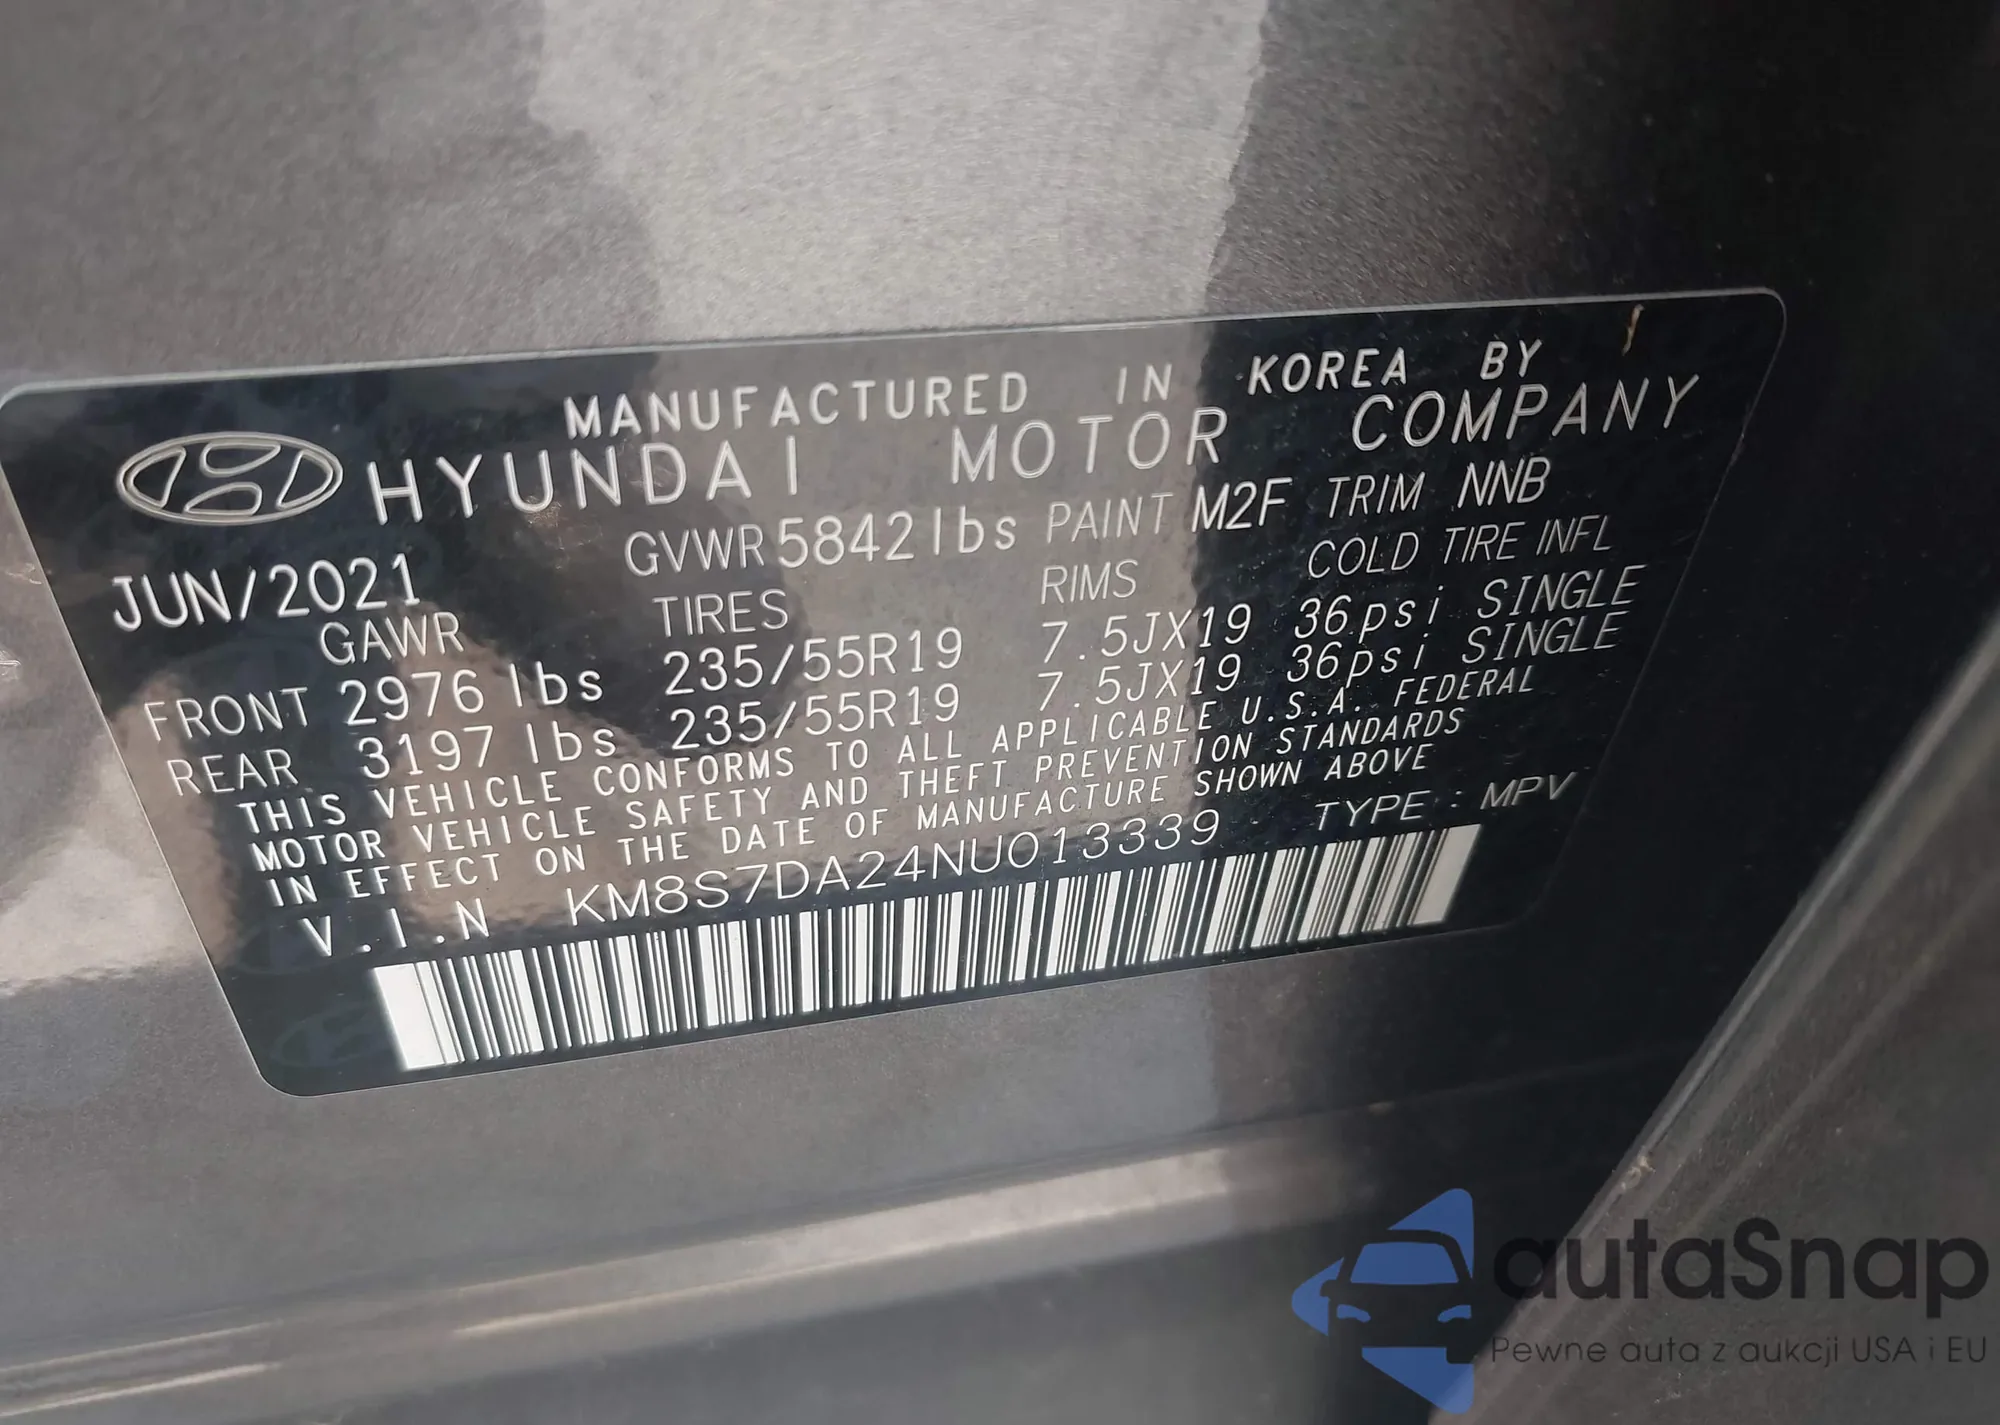 MANUFACTURED IN KOREA BY
HYUNDAI MOTOR COMPANY
JUN/2021 GVWR 5842lbs PAINT M2F TRIM NNB
GAWR TIRES RIMS COLD TIRE INFL
FRONT 2976 lbs 235/55R19 7.5JX19 36psi SINGLE
REAR 3197 lbs 235/55R19 7.5JX19 36psi SINGLE
THIS VEHICLE CONFORMS TO ALL APPLICABLE U.S.A. FEDERAL
MOTOR VEHICLE SAFETY AND THEFT PREVENTION STANDARDS
IN EFFECT ON THE DATE OF MANUFACTURE SHOWN ABOVE
V.I.N KM8S7DA24NU013339 TYPE : MPV
autaSnap
Pewne auta z aukcji USA i EU